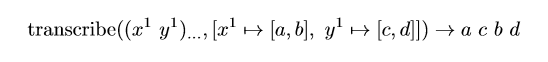 transcribe((x¹ y¹)..., [x¹ ↦ [a, b], y¹ ↦ [c, d]]) → a c b d